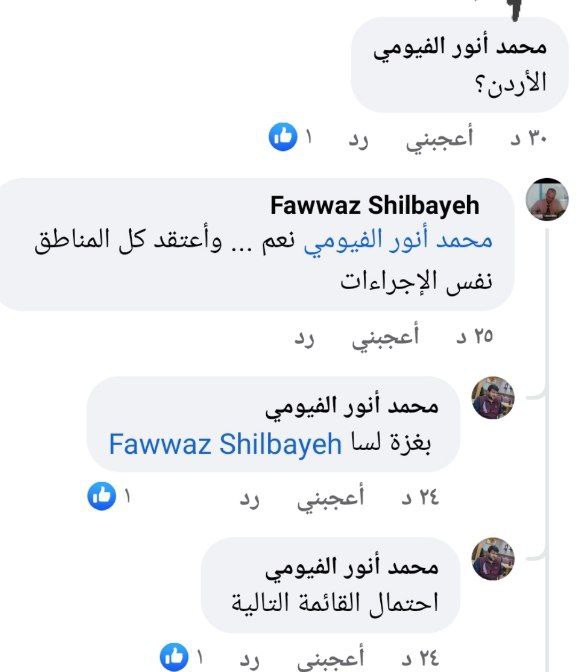 محمد أنور الفيومي
الأردن؟
٣٠ د أعجبني رد ١
Fawwaz Shilbayeh
محمد أنور الفيومي نعم ... وأعتقد كل المناطق
نفس الإجراءات
٢٥ د أعجبني رد
محمد أنور الفيومي
Fawwaz Shilbayeh بغزة لسا
٢٤ د أعجبني رد ١
محمد أنور الفيومي
احتمال القائمة التالية
٢٤ د أعجبني رد ١